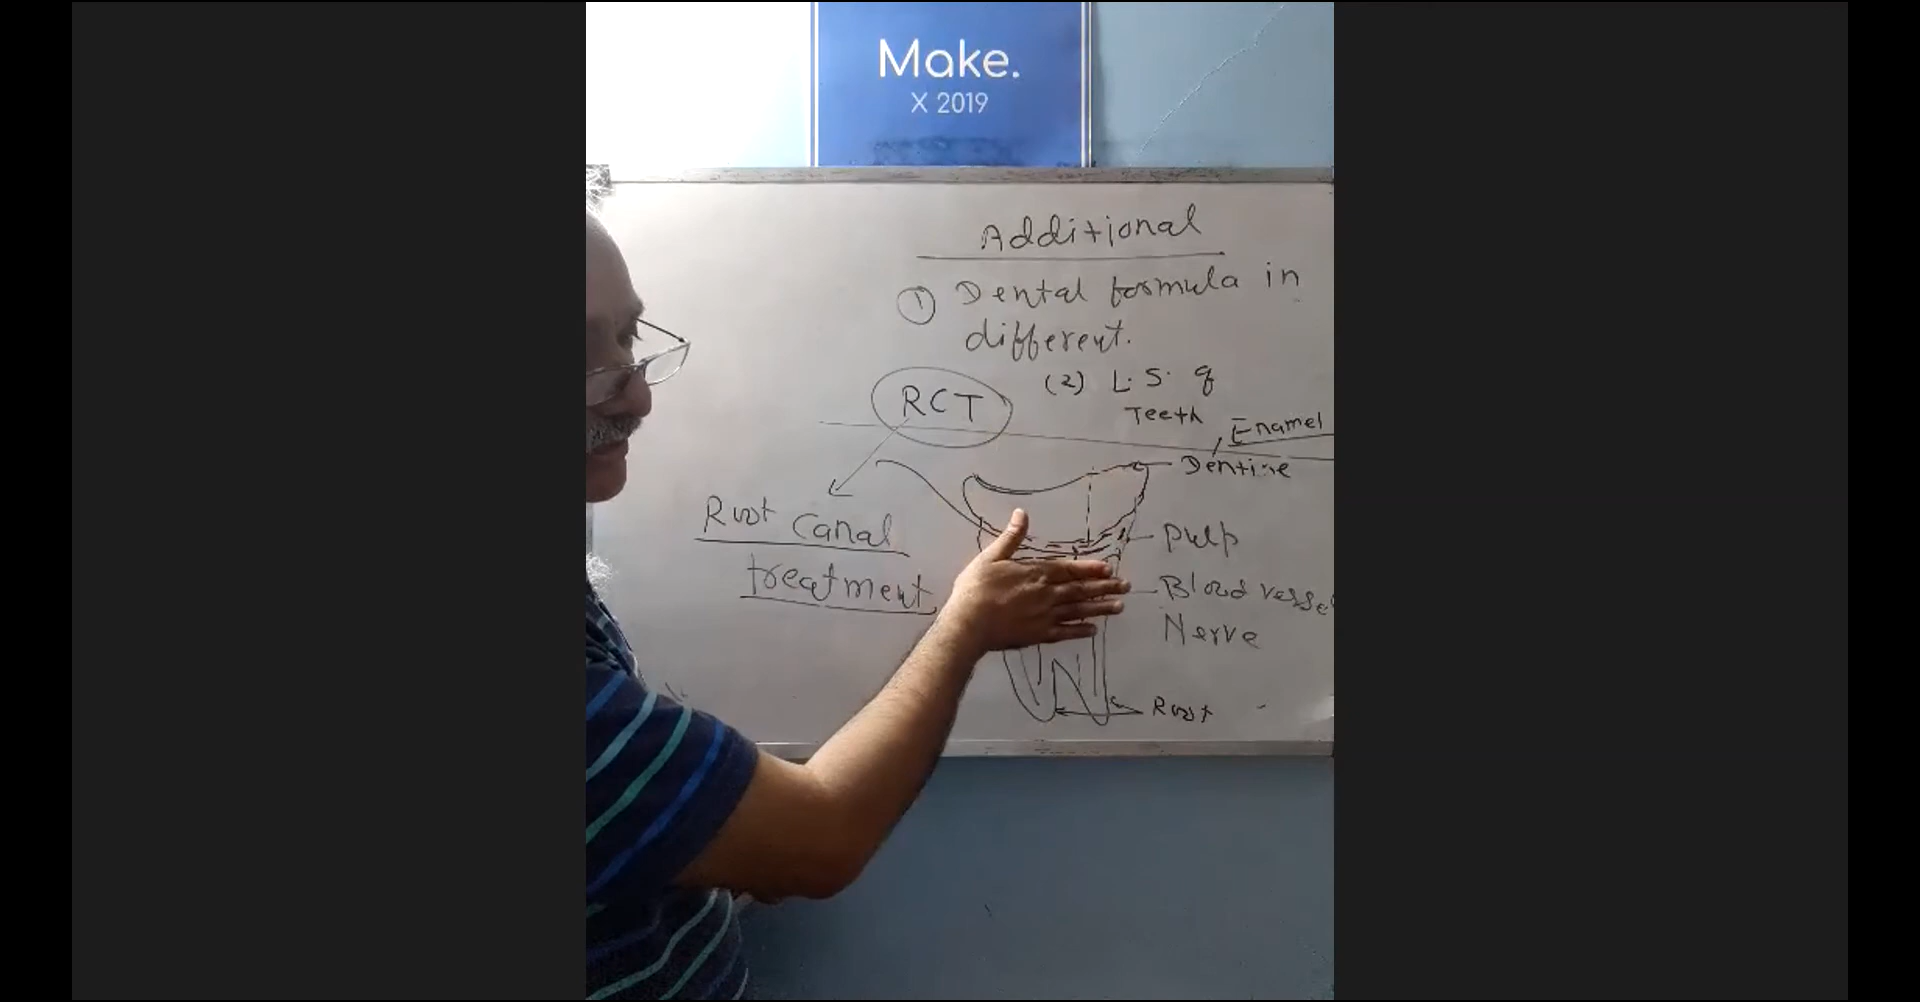 Make.
X 2019
Additional
① Dental formula in
different.
(2) L.S. of
Teeth
RCT
Enamel
Dentine
Root canal
treatment
Pulp
Blood vesse
Nerve
Root